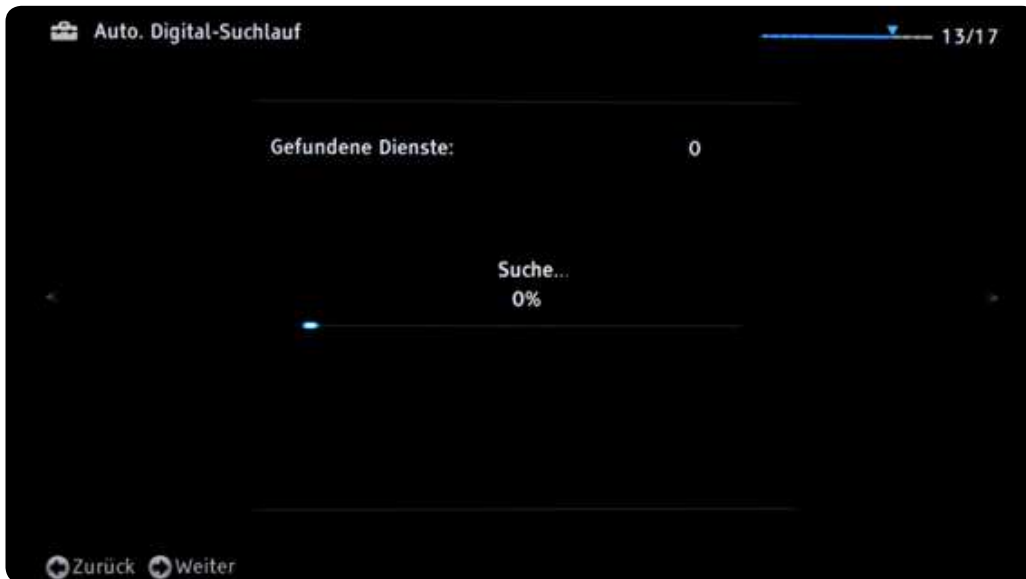 Auto. Digital-Suchlauf
13/17
Gefundene Dienste: 0
Suche...
0%
Zurück Weiter